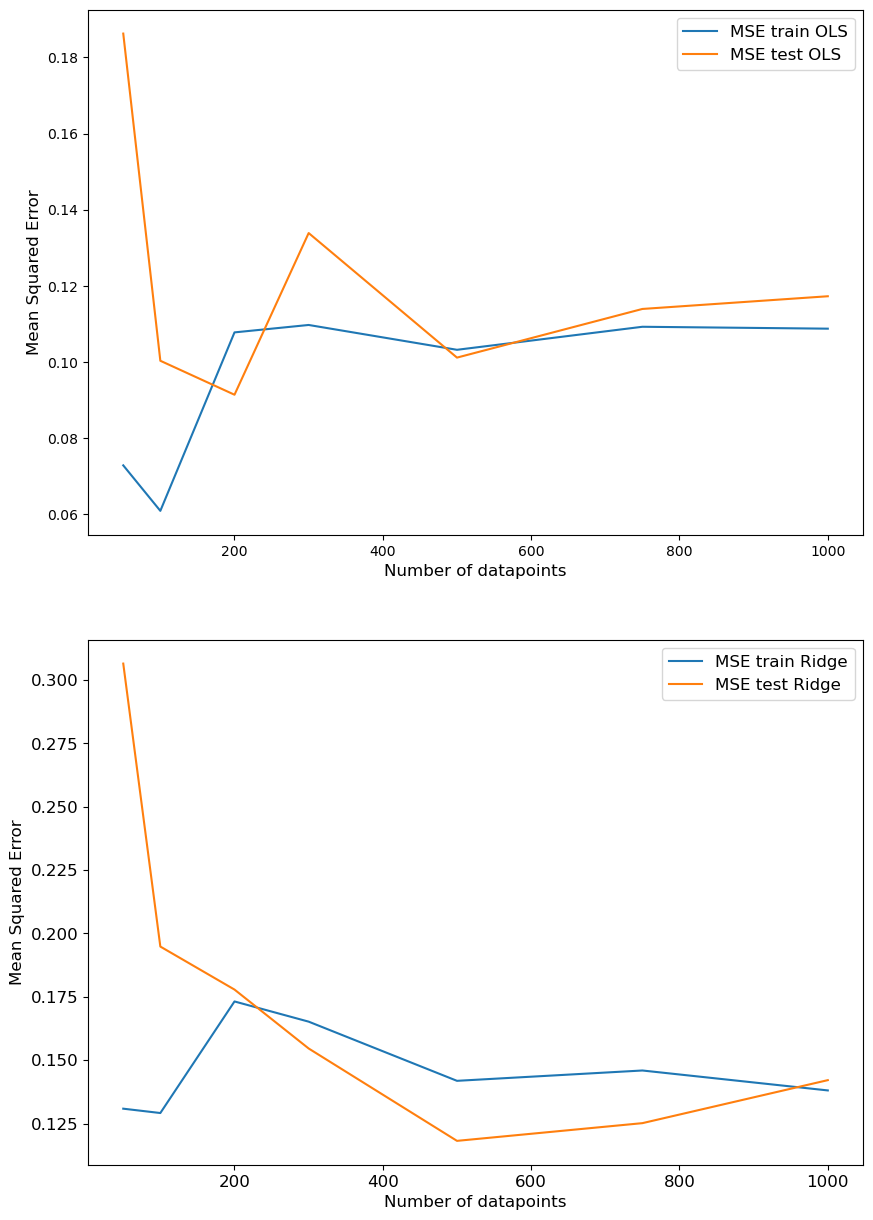 MSE train OLS
MSE test OLS
0.18
0.16
0.14
0.12
0.10
0.08
0.06
Mean Squared Error
200 400 600 800 1000
Number of datapoints
MSE train Ridge
MSE test Ridge
0.300
0.275
0.250
0.225
0.200
0.175
0.150
0.125
Mean Squared Error
200 400 600 800 1000
Number of datapoints